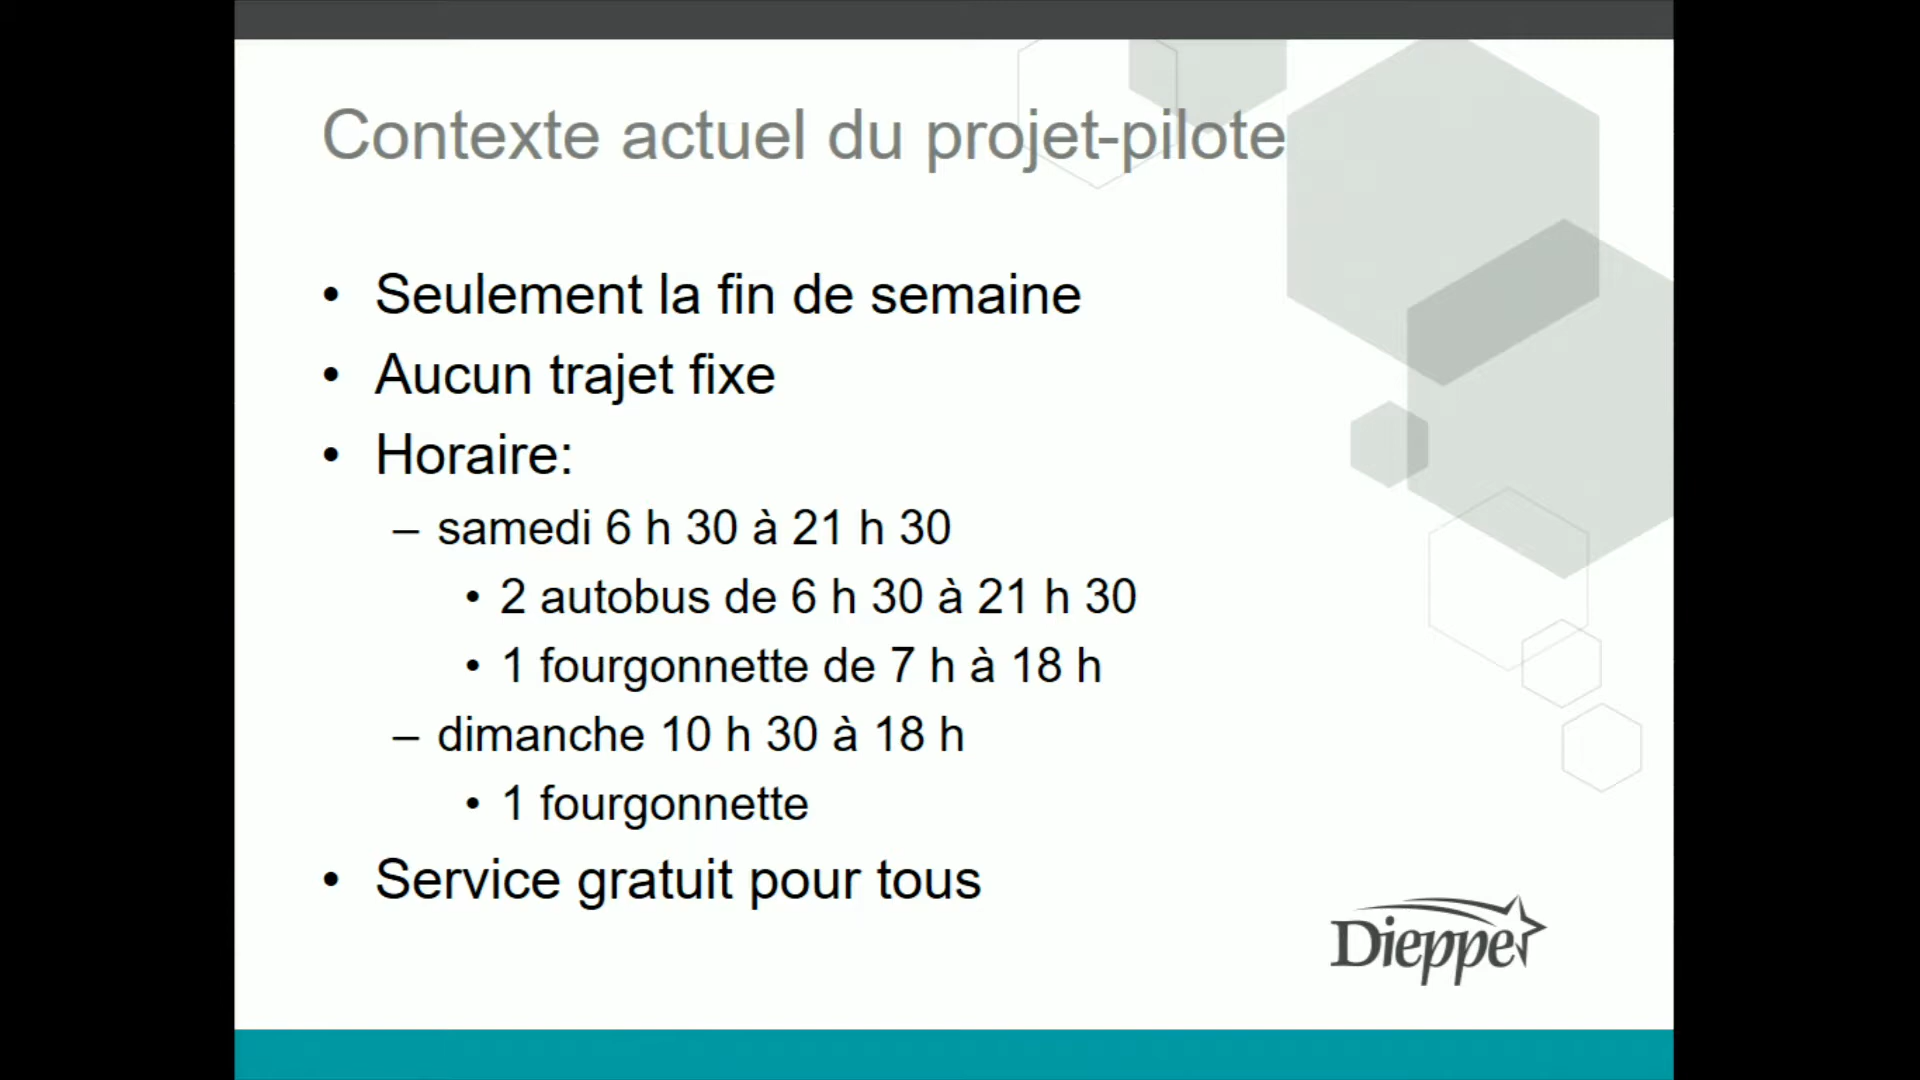 Contexte actuel du projet-pilote
• Seulement la fin de semaine
• Aucun trajet fixe
• Horaire:
– samedi 6 h 30 à 21 h 30
• 2 autobus de 6 h 30 à 21 h 30
• 1 fourgonnette de 7 h à 18 h
– dimanche 10 h 30 à 18 h
• 1 fourgonnette
• Service gratuit pour tous
Dieppe